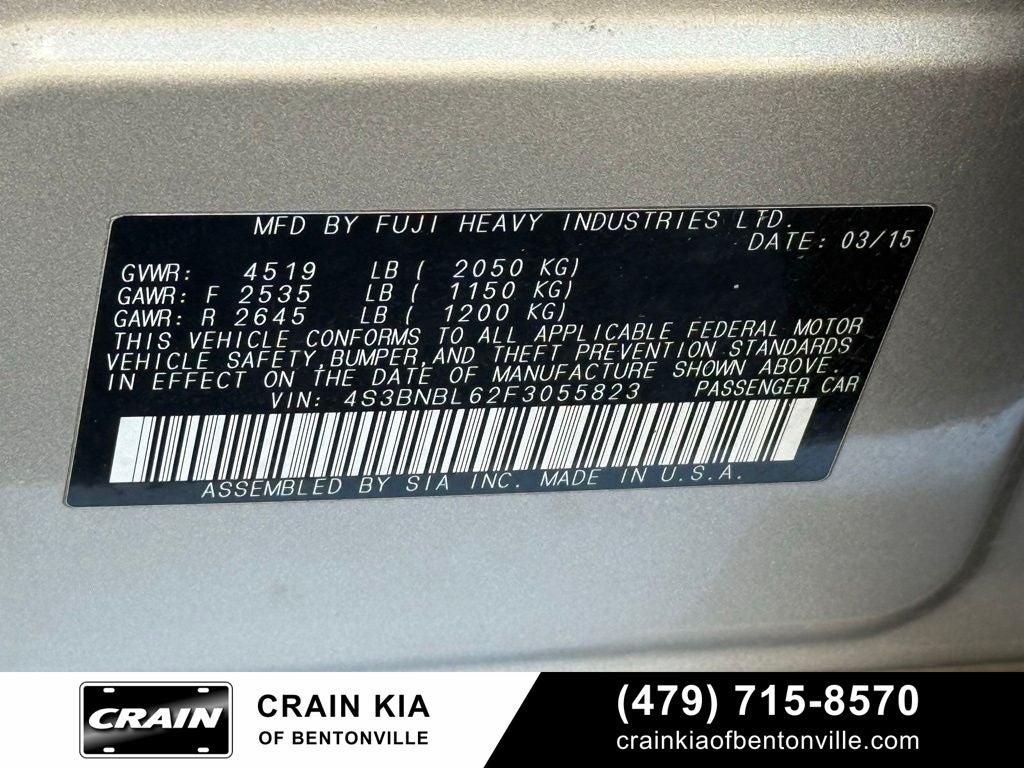 MFD BY FUJI HEAVY INDUSTRIES LTD.
DATE: 03/15
GVWR: 4519 LB ( 2050 KG)
GAWR: F 2535 LB ( 1150 KG)
GAWR: R 2645 LB ( 1200 KG)
THIS VEHICLE CONFORMS TO ALL APPLICABLE FEDERAL MOTOR
VEHICLE SAFETY, BUMPER, AND THEFT PREVENTION STANDARDS
IN EFFECT ON THE DATE OF MANUFACTURE SHOWN ABOVE.
VIN: 4S3BNBL62F3055823 PASSENGER CAR
ASSEMBLED BY SIA INC. MADE IN U.S.A.
CRAIN
CRAIN KIA
OF BENTONVILLE
(479) 715-8570
crainkiaofbentonville.com